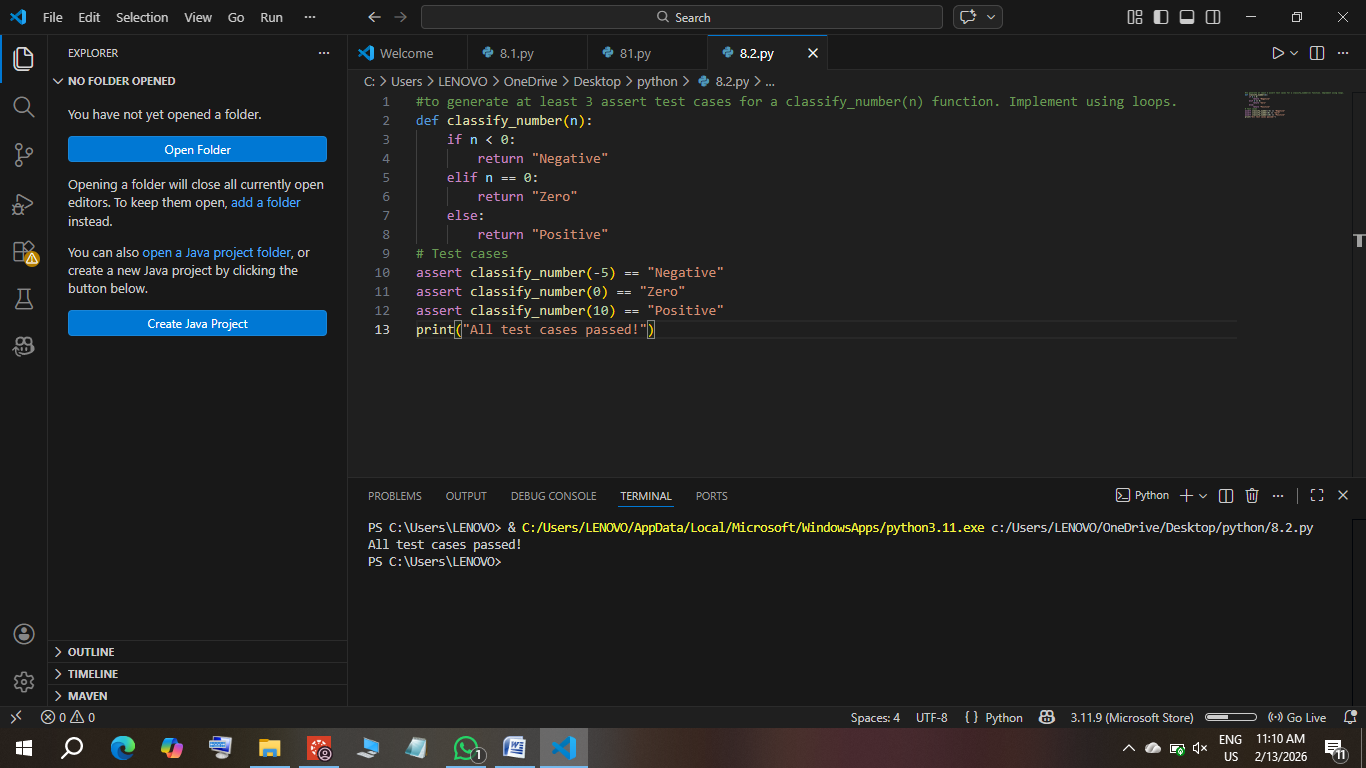 File Edit Selection View Go Run ···
Search
EXPLORER ···
NO FOLDER OPENED
You have not yet opened a folder.
Open Folder
Opening a folder will close all currently open
editors. To keep them open, add a folder
instead.
You can also open a Java project folder, or
create a new Java project by clicking the
button below.
Create Java Project
OUTLINE
TIMELINE
MAVEN
Welcome 8.1.py 81.py 8.2.py
C: > Users > LENOVO > OneDrive > Desktop > python > 8.2.py > ...
1 #to generate at least 3 assert test cases for a classify_number(n) function. Implement using loops.
2 def classify_number(n):
3     if n < 0:
4         return "Negative"
5     elif n == 0:
6         return "Zero"
7     else:
8         return "Positive"
9 # Test cases
10 assert classify_number(-5) == "Negative"
11 assert classify_number(0) == "Zero"
12 assert classify_number(10) == "Positive"
13 print("All test cases passed!")
PROBLEMS OUTPUT DEBUG CONSOLE TERMINAL PORTS Python
PS C:\Users\LENOVO> & C:/Users/LENOVO/AppData/Local/Microsoft/WindowsApps/python3.11.exe c:/Users/LENOVO/OneDrive/Desktop/python/8.2.py
All test cases passed!
PS C:\Users\LENOVO>
0 0 Spaces: 4 UTF-8 { } Python 3.11.9 (Microsoft Store) Go Live
1
ENG
US
11:10 AM
2/13/2026
11